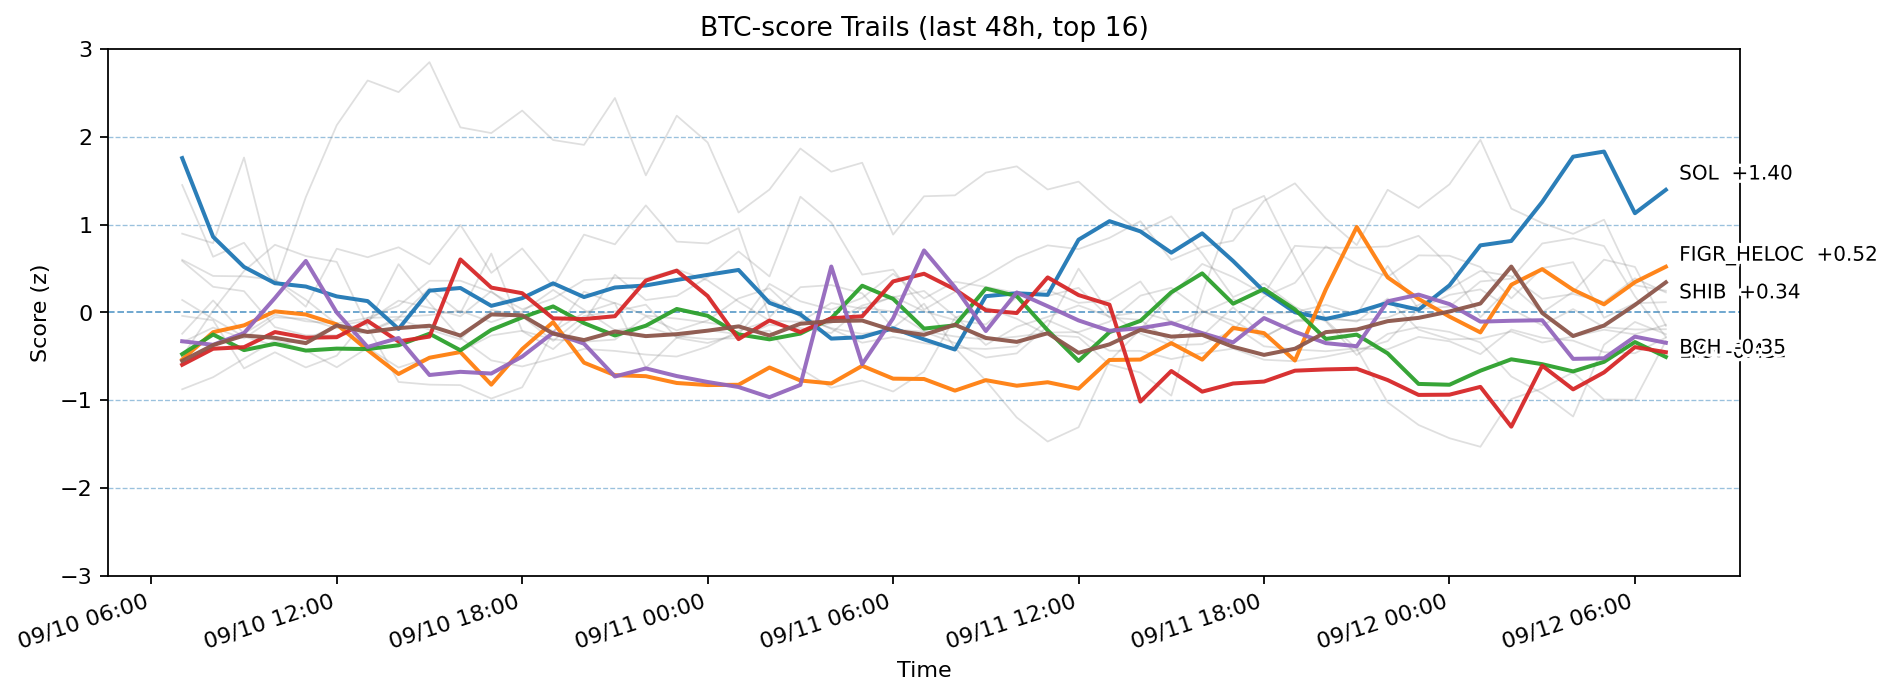 BTC-score Trails (last 48h, top 16)
Score (z)
3
2
1
0
−1
−2
−3
SOL +1.40
FIGR_HELOC +0.52
SHIB +0.34
BCH -0.35
09/10 06:00
09/10 12:00
09/10 18:00
09/11 00:00
09/11 06:00
09/11 12:00
09/11 18:00
09/12 00:00
09/12 06:00
Time